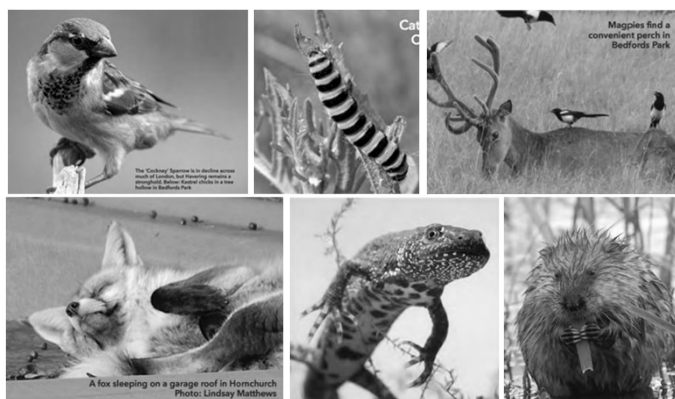 The 'Cockney' Sparrow is in decline across
much of London, but Havering remains a
stronghold. Below: Kestrel chicks in a tree
hollow in Bedfords Park
Cat
C
Magpies find a
convenient perch in
Bedfords Park
A fox sleeping on a garage roof in Hornchurch
Photo: Lindsay Matthews